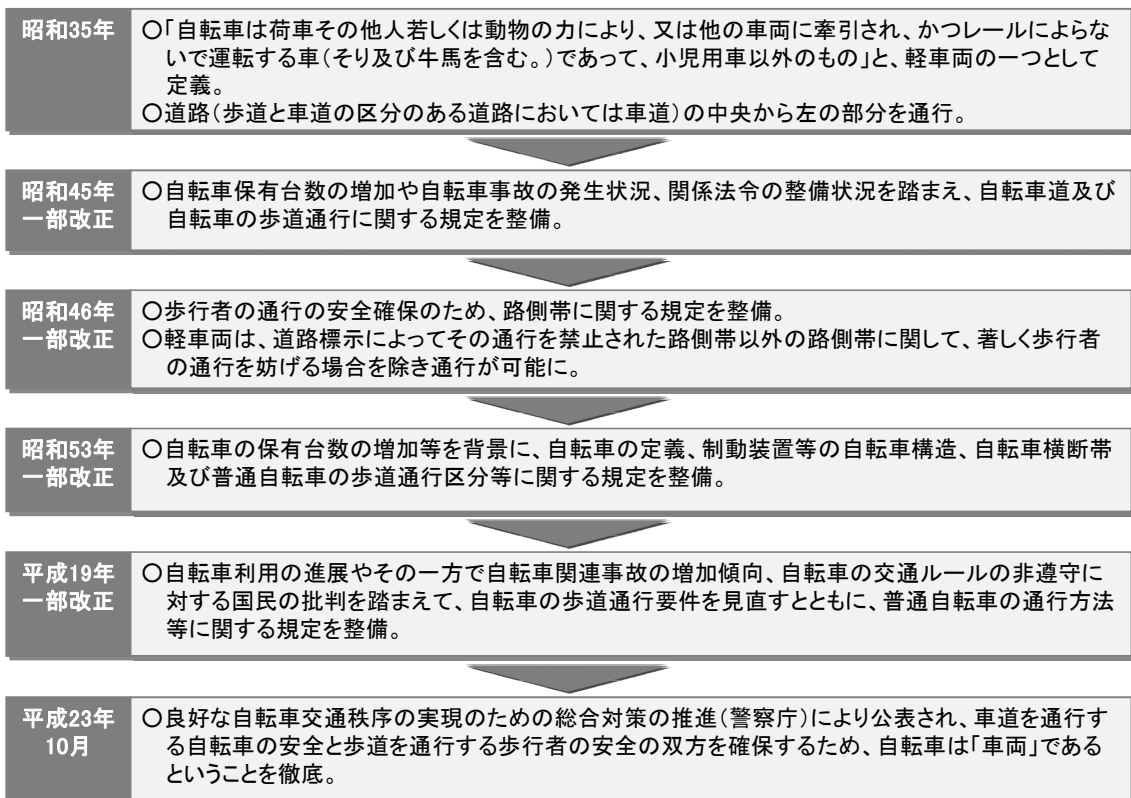 昭和35年
○「自転車は荷車その他人若しくは動物の力により、又は他の車両に牽引され、かつレールによらな
いで運転する車(そり及び牛馬を含む。)であって、小児用車以外のもの」と、軽車両の一つとして
定義。
○道路(歩道と車道の区分のある道路においては車道)の中央から左の部分を通行。
昭和45年
一部改正
○自転車保有台数の増加や自転車事故の発生状況、関係法令の整備状況を踏まえ、自転車道及び
自転車の歩道通行に関する規定を整備。
昭和46年
一部改正
○歩行者の通行の安全確保のため、路側帯に関する規定を整備。
○軽車両は、道路標示によってその通行を禁止された路側帯以外の路側帯に関して、著しく歩行者
の通行を妨げる場合を除き通行が可能に。
昭和53年
一部改正
○自転車の保有台数の増加等を背景に、自転車の定義、制動装置等の自転車構造、自転車横断帯
及び普通自転車の歩道通行区分等に関する規定を整備。
平成19年
一部改正
○自転車利用の進展やその一方で自転車関連事故の増加傾向、自転車の交通ルールの非遵守に
対する国民の批判を踏まえて、自転車の歩道通行要件を見直すとともに、普通自転車の通行方法
等に関する規定を整備。
平成23年
10月
○良好な自転車交通秩序の実現のための総合対策の推進(警察庁)により公表され、車道を通行す
る自転車の安全と歩道を通行する歩行者の安全の双方を確保するため、自転車は「車両」である
ということを徹底。